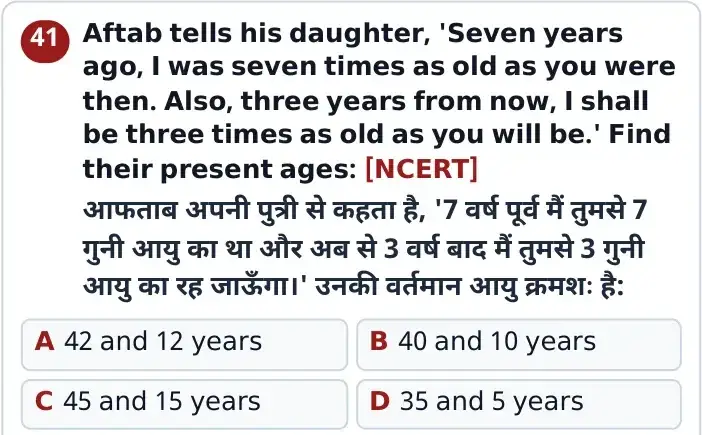 41 Aftab tells his daughter, 'Seven years
ago, I was seven times as old as you were
then. Also, three years from now, I shall
be three times as old as you will be.' Find
their present ages: [NCERT]
आफताब अपनी पुत्री से कहता है, '7 वर्ष पूर्व मैं तुमसे 7
गुनी आयु का था और अब से 3 वर्ष बाद मैं तुमसे 3 गुनी
आयु का रह जाऊँगा।' उनकी वर्तमान आयु क्रमशः है:
A 42 and 12 years
B 40 and 10 years
C 45 and 15 years
D 35 and 5 years